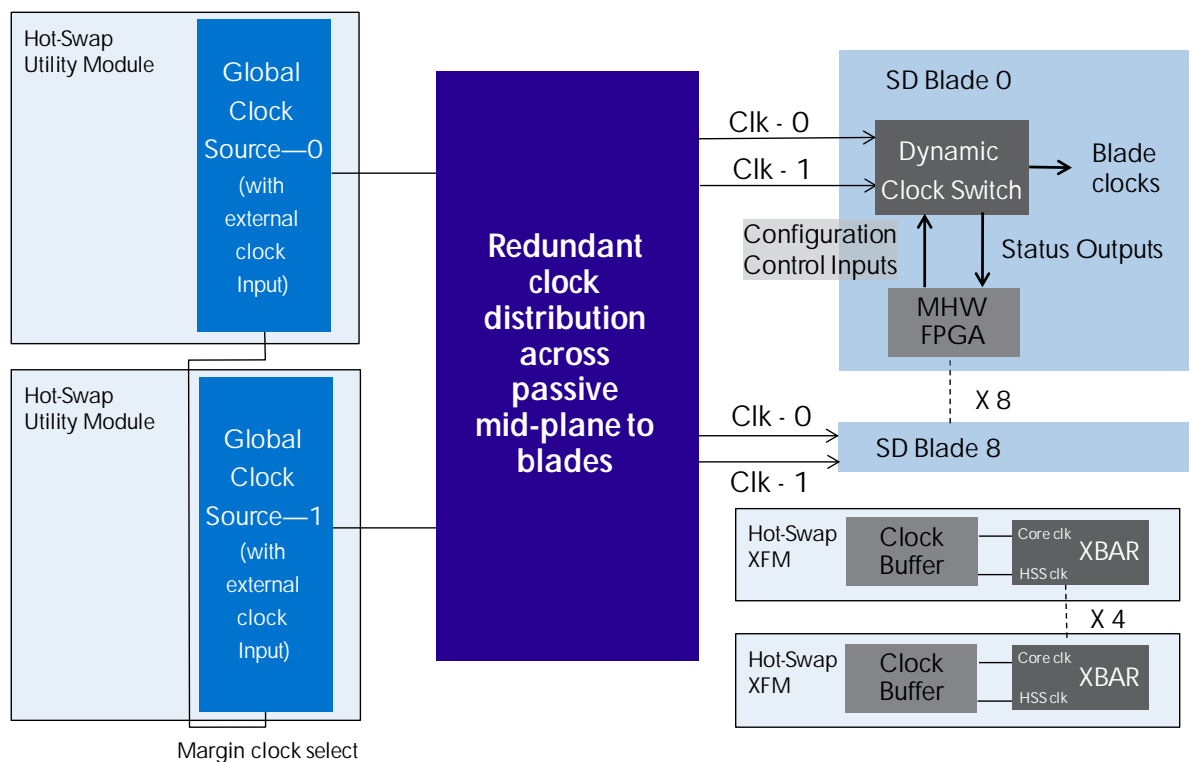 Hot-Swap
Utility Module
Global
Clock
Source—0
(with
external
clock
Input)
Hot-Swap
Utility Module
Global
Clock
Source—1
(with
external
clock
Input)
Margin clock select
Redundant
clock
distribution
across
passive
mid-plane to
blades
Clk - 0
Clk - 1
SD Blade 0
Dynamic
Clock Switch
Blade
clocks
Configuration
Control Inputs
Status Outputs
MHW
FPGA
X 8
Clk - 0
Clk - 1
SD Blade 8
Hot-Swap
XFM
Clock
Buffer
Core clk
XBAR
HSS clk
X 4
Hot-Swap
XFM
Clock
Buffer
Core clk
XBAR
HSS clk